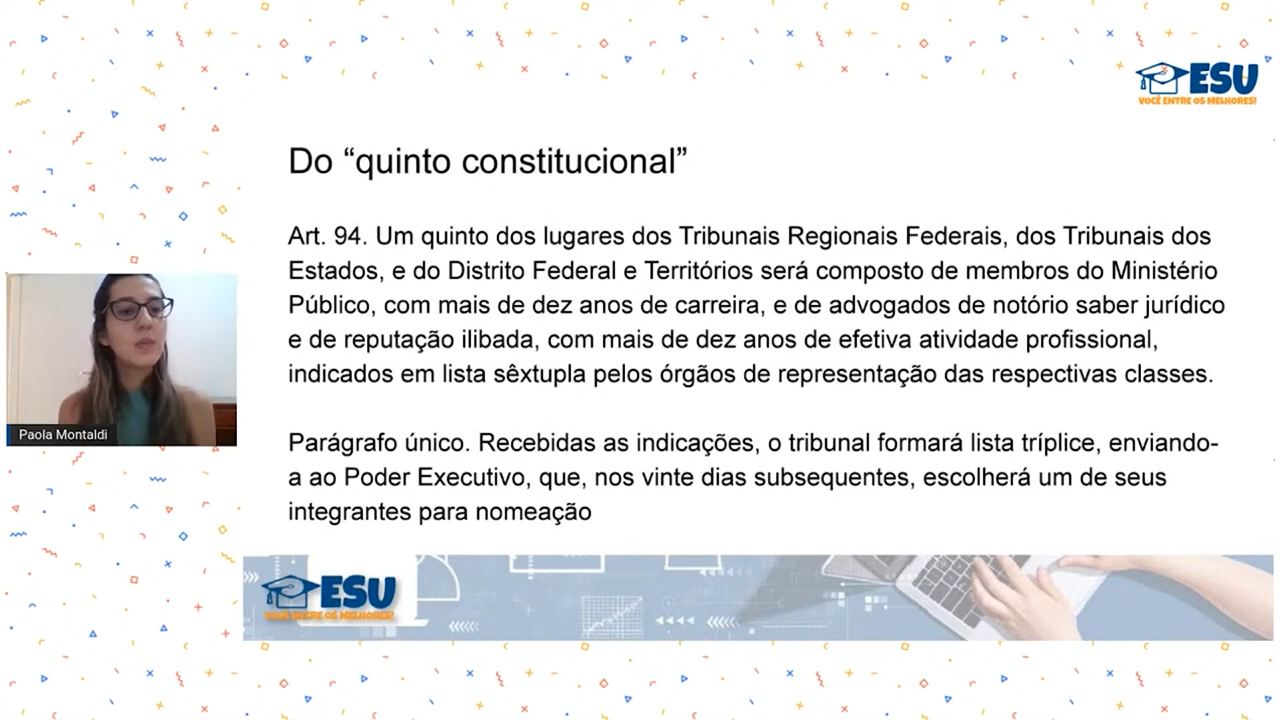 ESU
VOCÊ ENTRE OS MELHORES!
Do “quinto constitucional”
Art. 94. Um quinto dos lugares dos Tribunais Regionais Federais, dos Tribunais dos
Estados, e do Distrito Federal e Territórios será composto de membros do Ministério
Público, com mais de dez anos de carreira, e de advogados de notório saber jurídico
e de reputação ilibada, com mais de dez anos de efetiva atividade profissional,
indicados em lista sêxtupla pelos órgãos de representação das respectivas classes.
Parágrafo único. Recebidas as indicações, o tribunal formará lista tríplice, enviando-
a ao Poder Executivo, que, nos vinte dias subsequentes, escolherá um de seus
integrantes para nomeação
Paola Montaldi
ESU
VOCÊ ENTRE OS MELHORES!